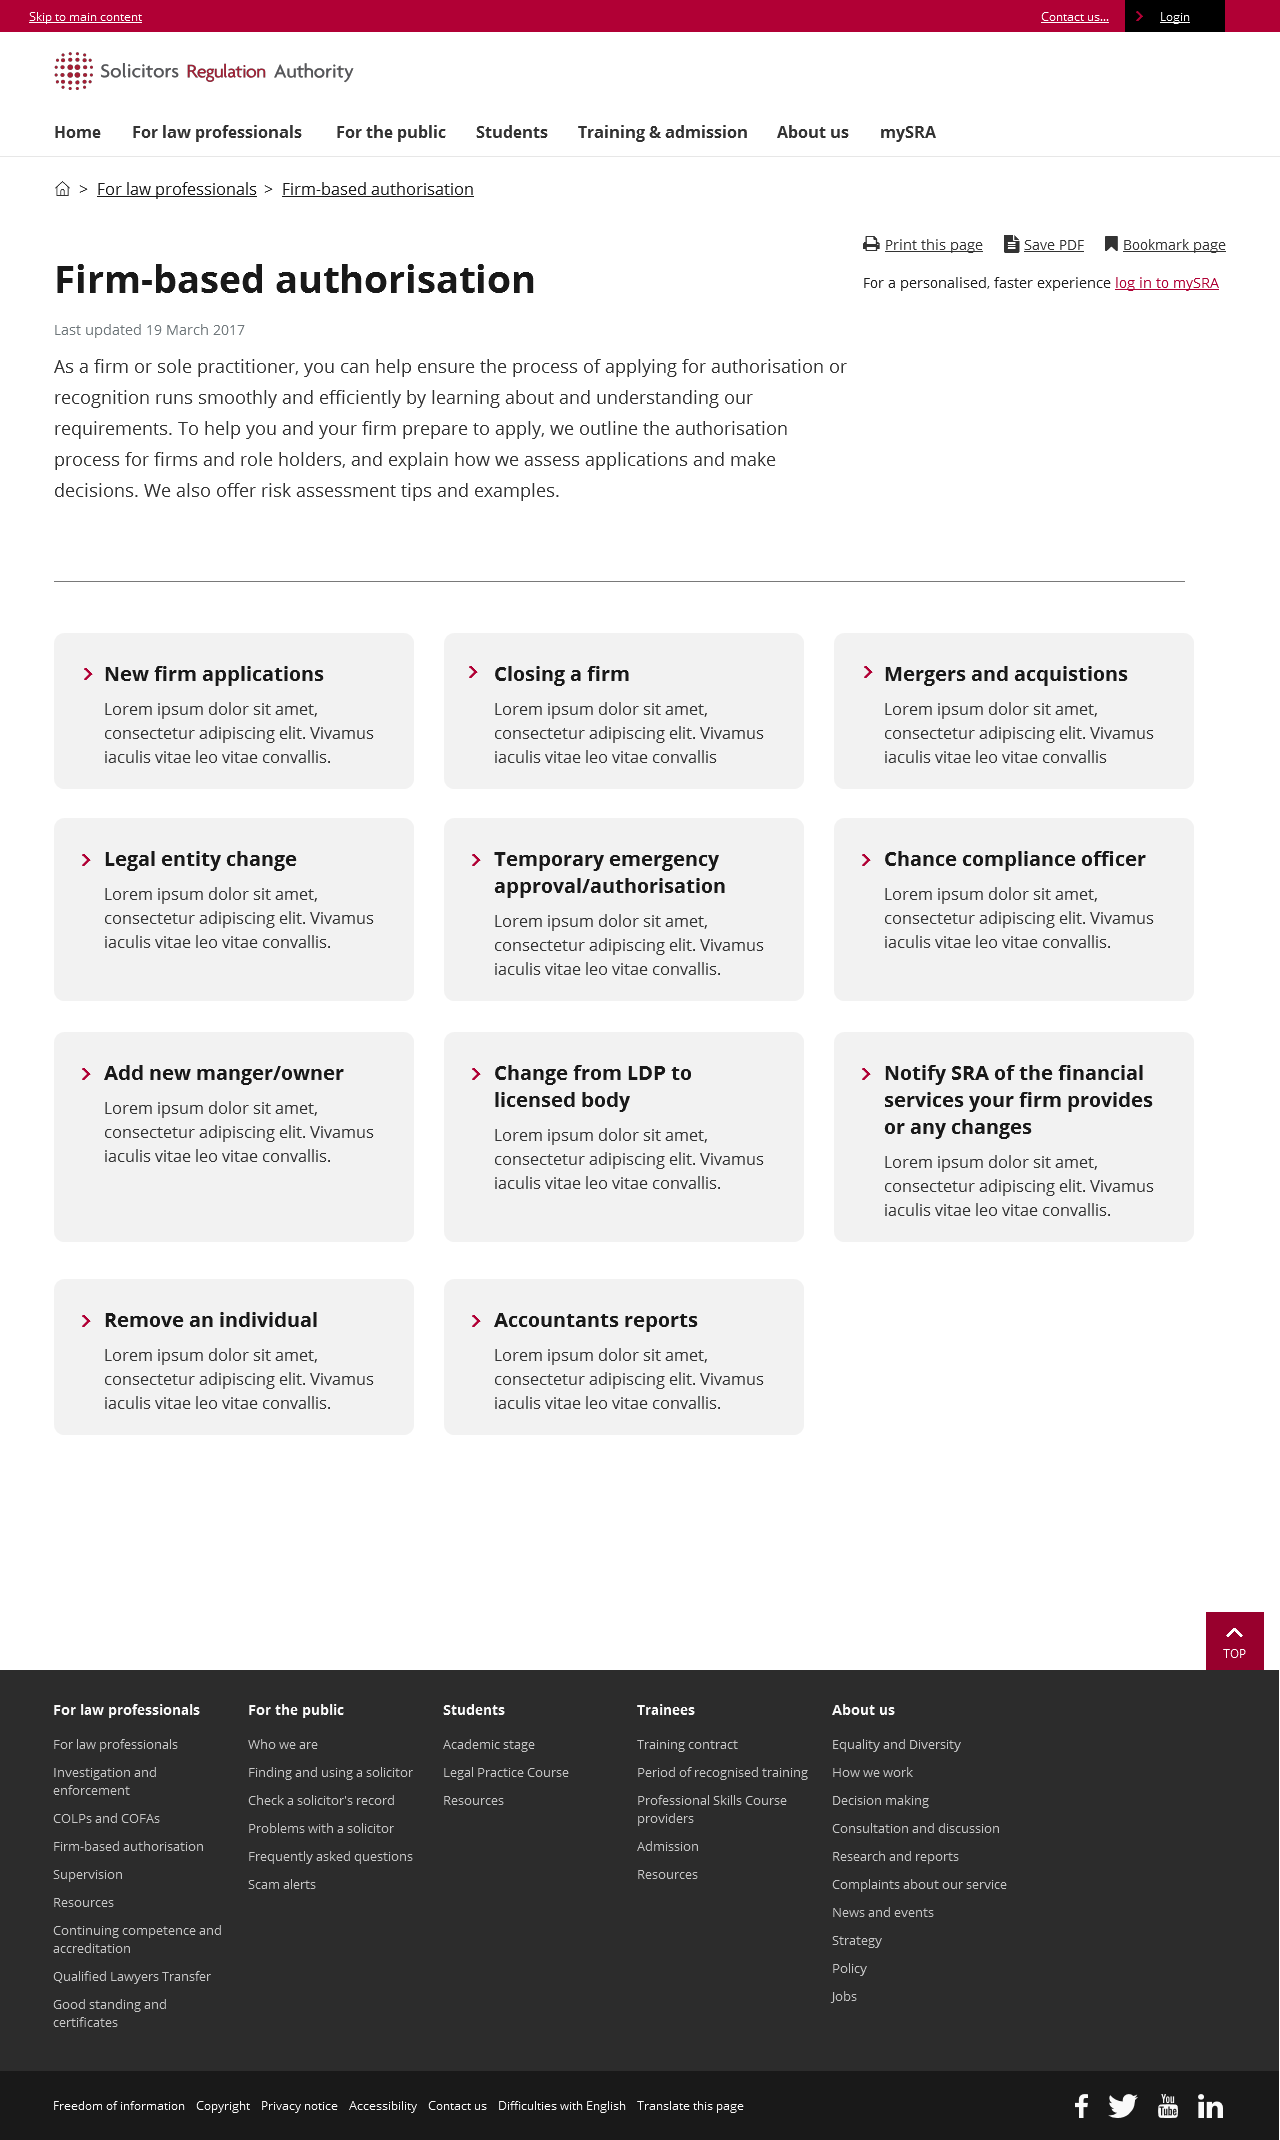 Skip to main content
Contact us...
Login
Solicitors Regulation Authority
Home For law professionals For the public Students Training & admission About us mySRA
> For law professionals > Firm-based authorisation
Print this page Save PDF Bookmark page
Firm-based authorisation
For a personalised, faster experience log in to mySRA
Last updated 19 March 2017
As a firm or sole practitioner, you can help ensure the process of applying for authorisation or
recognition runs smoothly and efficiently by learning about and understanding our
requirements. To help you and your firm prepare to apply, we outline the authorisation
process for firms and role holders, and explain how we assess applications and make
decisions. We also offer risk assessment tips and examples.
New firm applications
Lorem ipsum dolor sit amet,
consectetur adipiscing elit. Vivamus
iaculis vitae leo vitae convallis.
Closing a firm
Lorem ipsum dolor sit amet,
consectetur adipiscing elit. Vivamus
iaculis vitae leo vitae convallis
Mergers and acquistions
Lorem ipsum dolor sit amet,
consectetur adipiscing elit. Vivamus
iaculis vitae leo vitae convallis
Legal entity change
Lorem ipsum dolor sit amet,
consectetur adipiscing elit. Vivamus
iaculis vitae leo vitae convallis.
Temporary emergency
approval/authorisation
Lorem ipsum dolor sit amet,
consectetur adipiscing elit. Vivamus
iaculis vitae leo vitae convallis.
Chance compliance officer
Lorem ipsum dolor sit amet,
consectetur adipiscing elit. Vivamus
iaculis vitae leo vitae convallis.
Add new manger/owner
Lorem ipsum dolor sit amet,
consectetur adipiscing elit. Vivamus
iaculis vitae leo vitae convallis.
Change from LDP to
licensed body
Lorem ipsum dolor sit amet,
consectetur adipiscing elit. Vivamus
iaculis vitae leo vitae convallis.
Notify SRA of the financial
services your firm provides
or any changes
Lorem ipsum dolor sit amet,
consectetur adipiscing elit. Vivamus
iaculis vitae leo vitae convallis.
Remove an individual
Lorem ipsum dolor sit amet,
consectetur adipiscing elit. Vivamus
iaculis vitae leo vitae convallis.
Accountants reports
Lorem ipsum dolor sit amet,
consectetur adipiscing elit. Vivamus
iaculis vitae leo vitae convallis.
TOP
For law professionals
For law professionals
Investigation and
enforcement
COLPs and COFAs
Firm-based authorisation
Supervision
Resources
Continuing competence and
accreditation
Qualified Lawyers Transfer
Good standing and
certificates
For the public
Who we are
Finding and using a solicitor
Check a solicitor's record
Problems with a solicitor
Frequently asked questions
Scam alerts
Students
Academic stage
Legal Practice Course
Resources
Trainees
Training contract
Period of recognised training
Professional Skills Course
providers
Admission
Resources
About us
Equality and Diversity
How we work
Decision making
Consultation and discussion
Research and reports
Complaints about our service
News and events
Strategy
Policy
Jobs
Freedom of information Copyright Privacy notice Accessibility Contact us Difficulties with English Translate this page
You
Tube